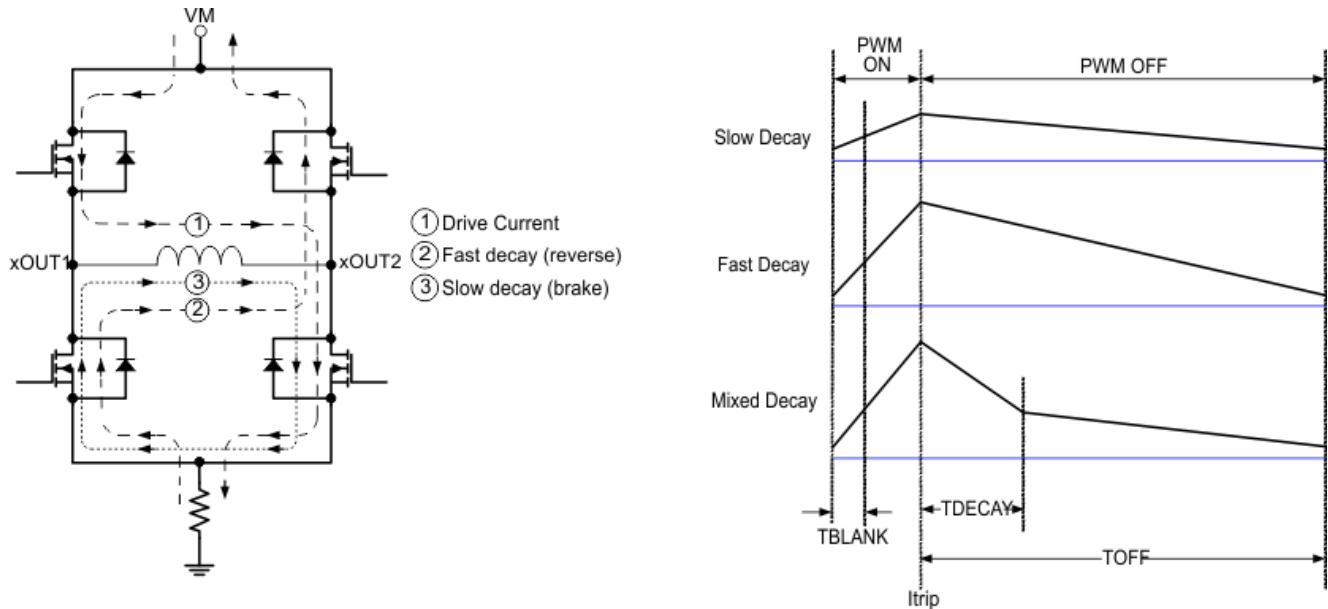 VM
xOUT1
xOUT2
1
3
2
1 Drive Current
2 Fast decay (reverse)
3 Slow decay (brake)
PWM
ON
PWM OFF
Slow Decay
Fast Decay
Mixed Decay
TDECAY
TBLANK
TOFF
Itrip